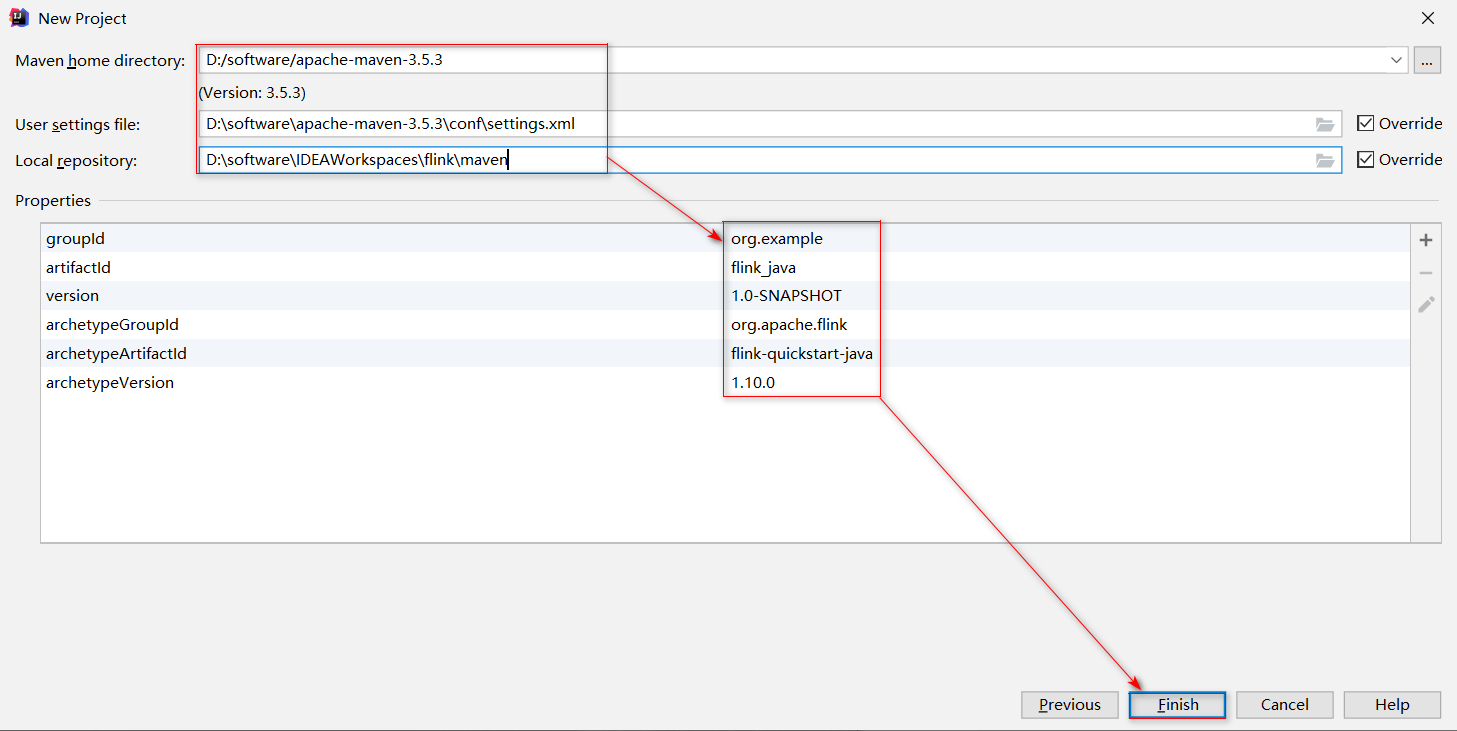 New Project
Maven home directory: D:/software/apache-maven-3.5.3 ...
(Version: 3.5.3)
User settings file: D:\software\apache-maven-3.5.3\conf\settings.xml Override
Local repository: D:\software\IDEAWorkspaces\flink\maven Override
Properties
groupId org.example
artifactId flink_java
version 1.0-SNAPSHOT
archetypeGroupId org.apache.flink
archetypeArtifactId flink-quickstart-java
archetypeVersion 1.10.0
Previous Finish Cancel Help